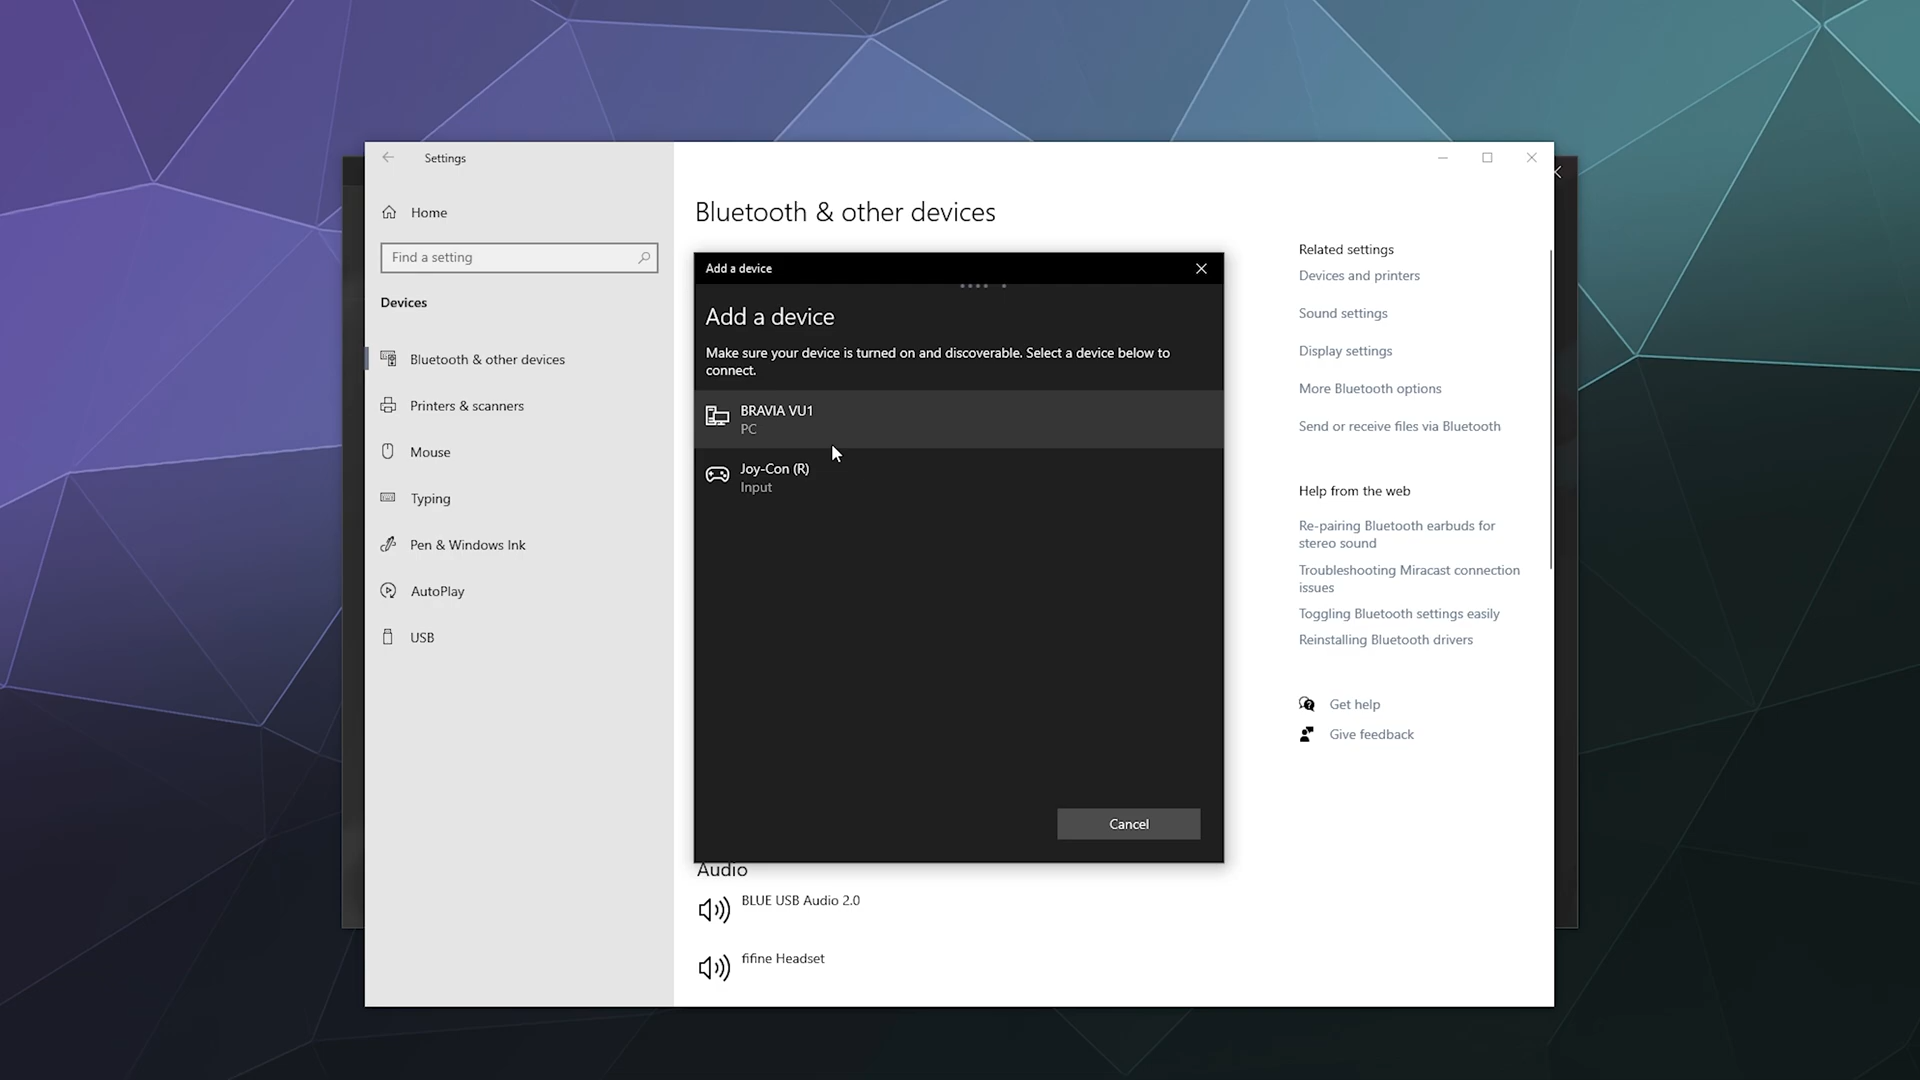 Settings
Home
Find a setting
Devices
Bluetooth & other devices
Printers & scanners
Mouse
Typing
Pen & Windows Ink
AutoPlay
USB
Bluetooth & other devices
Add a device
Add a device
Make sure your device is turned on and discoverable. Select a device below to
connect.
BRAVIA VU1
PC
Joy-Con (R)
Input
Cancel
Audio
BLUE USB Audio 2.0
fifine Headset
Related settings
Devices and printers
Sound settings
Display settings
More Bluetooth options
Send or receive files via Bluetooth
Help from the web
Re-pairing Bluetooth earbuds for
stereo sound
Troubleshooting Miracast connection
issues
Toggling Bluetooth settings easily
Reinstalling Bluetooth drivers
Get help
Give feedback